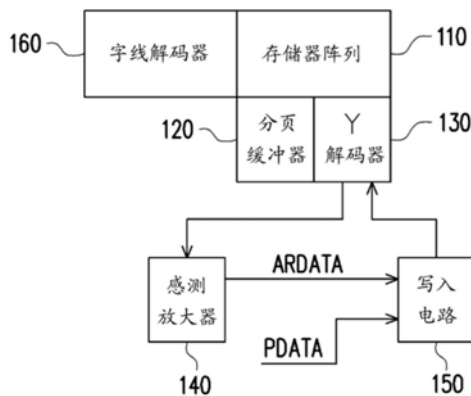 160
字线解码器
存储器阵列
110
120
分页
缓冲器
Y
解码器
130
感测
放大器
ARDATA
写入
电路
PDATA
140
150